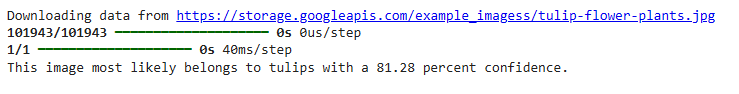 Downloading data from https://storage.googleapis.com/example_imagess/tulip-flower-plants.jpg
101943/101943 ━━━━━━━━━━━━━━━━━━━━ 0s 0us/step
1/1 ━━━━━━━━━━━━━━━━━━━━ 0s 40ms/step
This image most likely belongs to tulips with a 81.28 percent confidence.